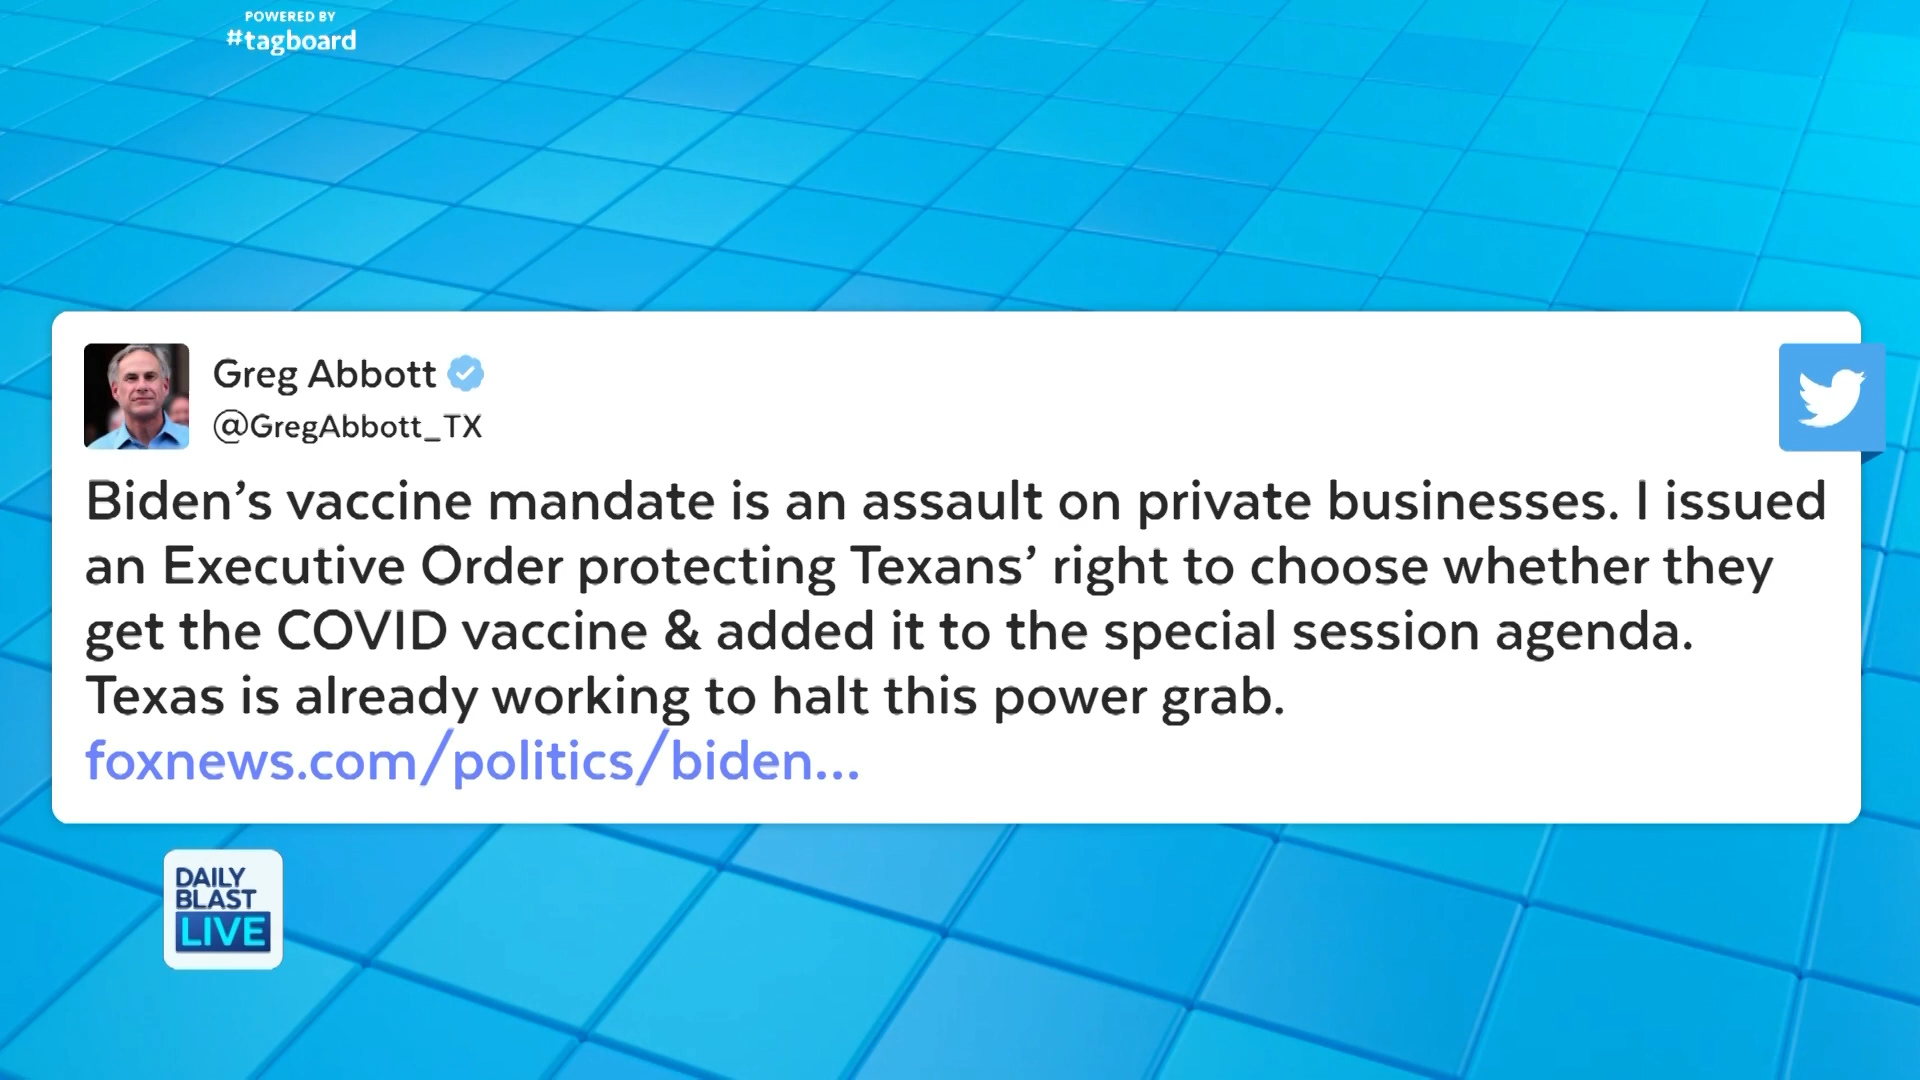 POWERED BY
#tagboard
Greg Abbott
@GregAbbott_TX
Biden’s vaccine mandate is an assault on private businesses. I issued
an Executive Order protecting Texans’ right to choose whether they
get the COVID vaccine & added it to the special session agenda.
Texas is already working to halt this power grab.
foxnews.com/politics/biden...
DAILY
BLAST
LIVE